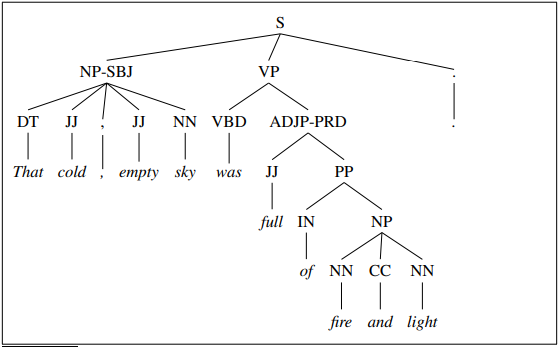 S
NP-SBJ VP .
DT JJ , JJ NN VBD ADJP-PRD .
That cold , empty sky was JJ PP
full IN NP
of NN CC NN
fire and light